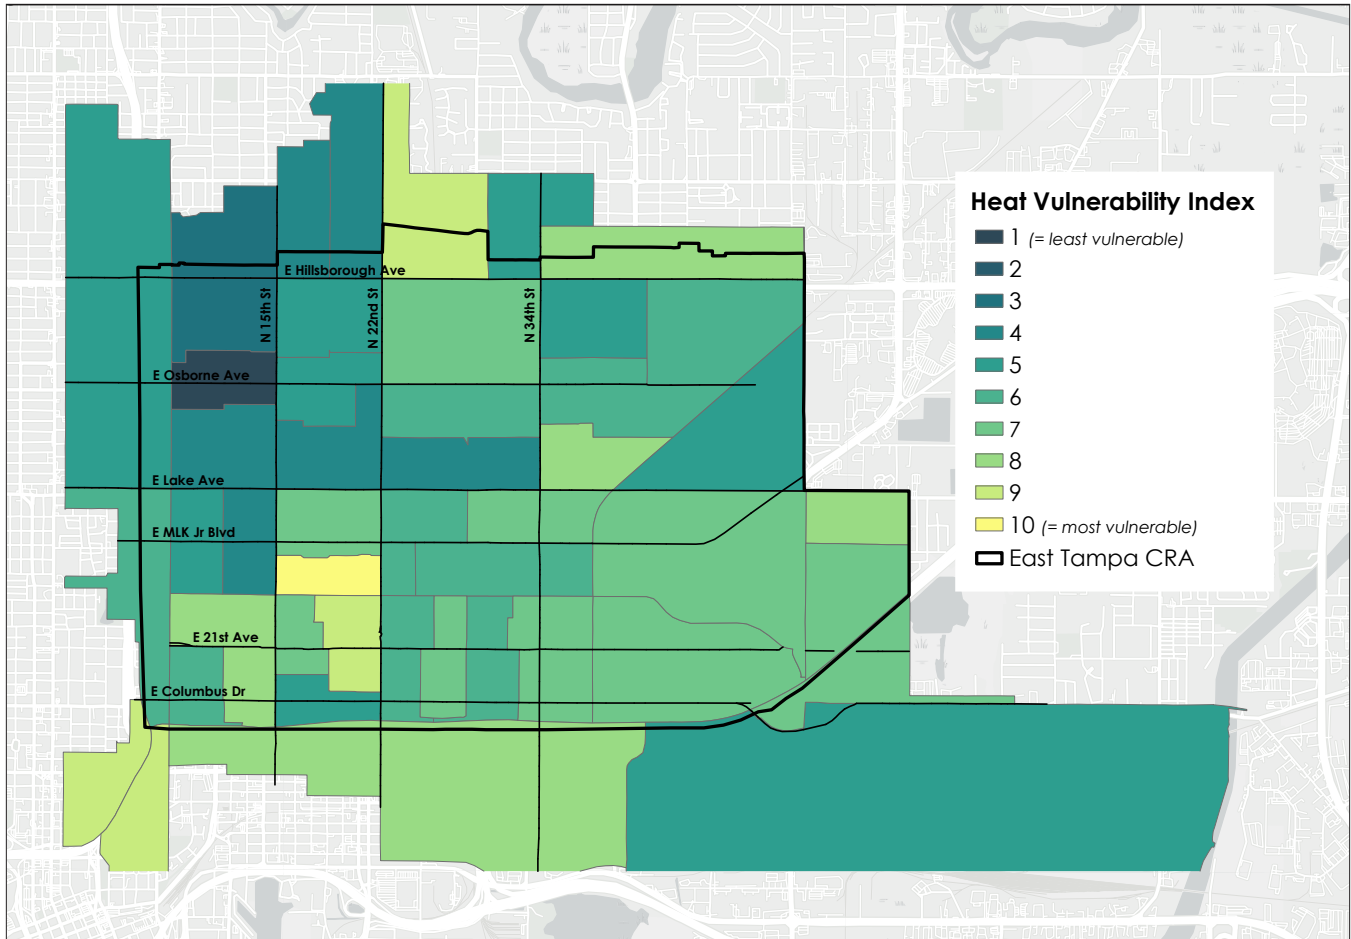 Heat Vulnerability Index
1 (= least vulnerable)
2
3
4
5
6
7
8
9
10 (= most vulnerable)
East Tampa CRA
E Hillsborough Ave
N 15th St
N 22nd St
N 34th St
E Osborne Ave
E Lake Ave
E MLK Jr Blvd
E 21st Ave
E Columbus Dr